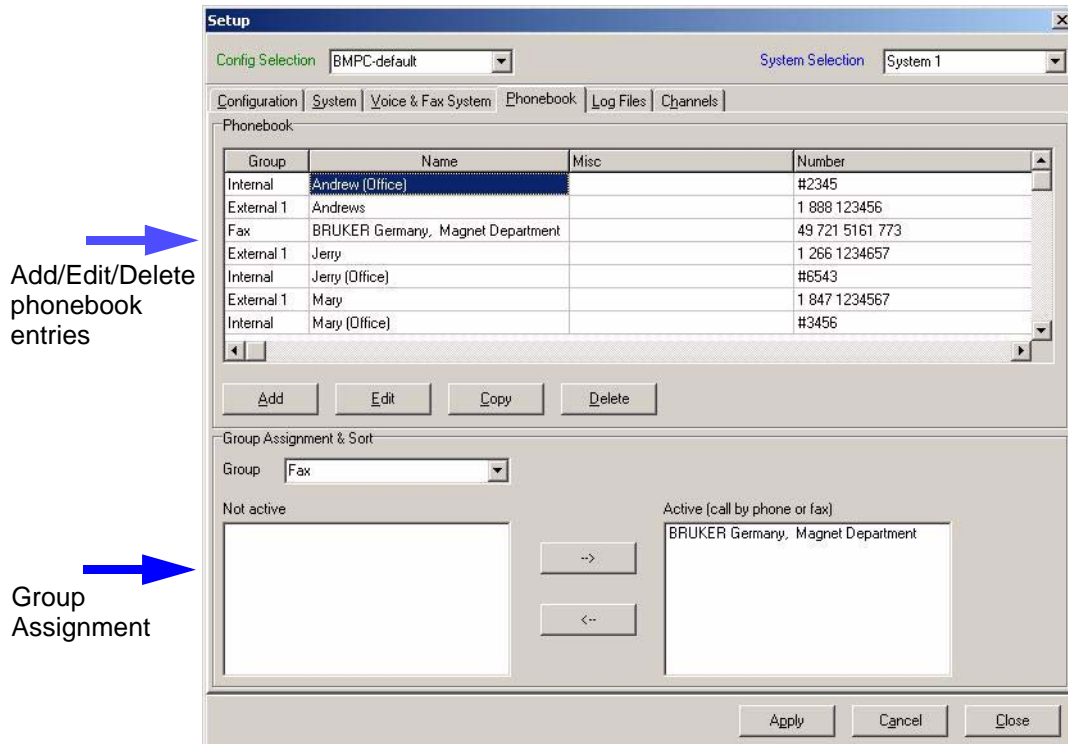 Setup
Config Selection BMPC-default System Selection System 1
Configuration System Voice & Fax System Phonebook Log Files Channels
Phonebook
Group Name Misc Number
Internal Andrew (Office) #2345
External 1 Andrews 1 888 123456
Fax BRUKER Germany, Magnet Department 49 721 5161 773
External 1 Jerry 1 266 1234657
Internal Jerry (Office) #6543
External 1 Mary 1 847 1234567
Internal Mary (Office) #3456
Add/Edit/Delete
phonebook
entries
Add Edit Copy Delete
Group Assignment & Sort
Group Fax
Not active Active (call by phone or fax)
BRUKER Germany, Magnet Department
-->
<--
Group
Assignment
Apply Cancel Close